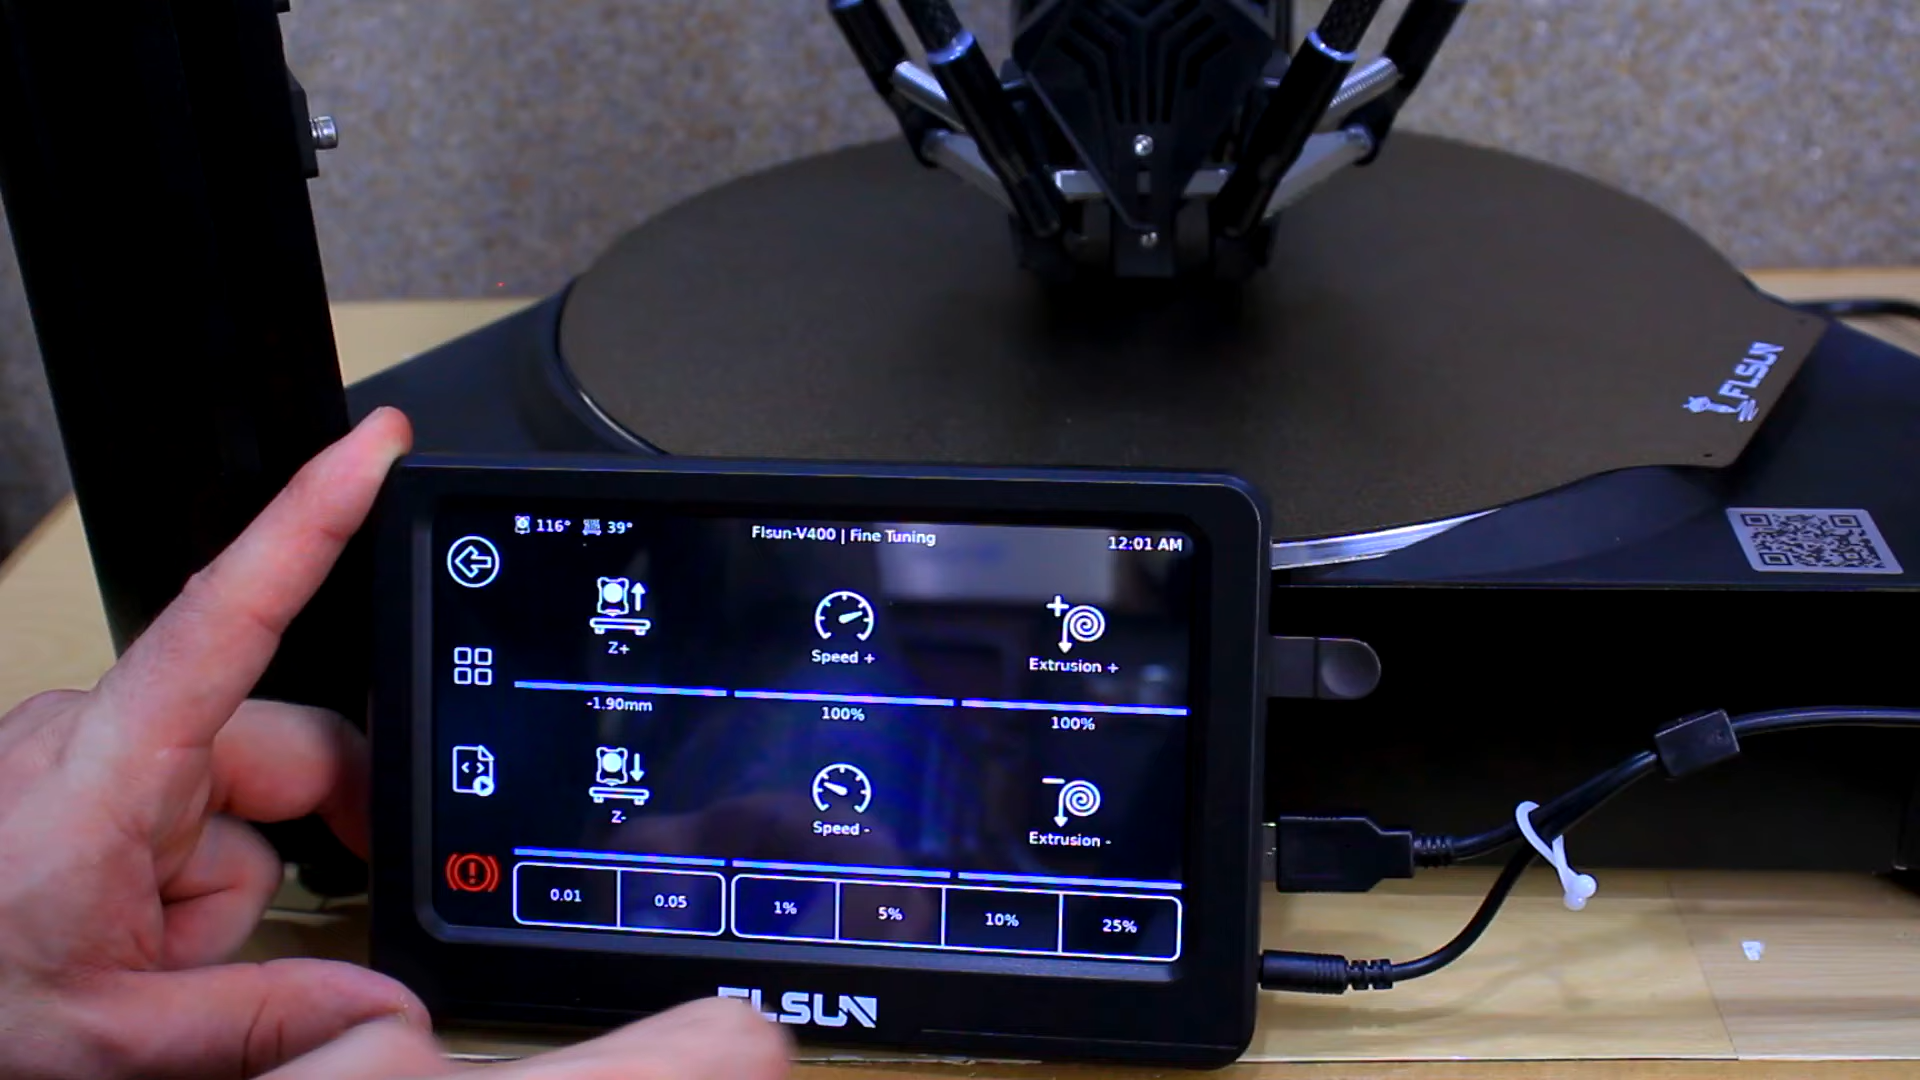 FLSUN
116° 39° Flsun-V400 | Fine Tuning 12:01 AM
Z+ Speed + Extrusion +
-1.90mm 100% 100%
Z- Speed - Extrusion -
0.01 0.05 1% 5% 10% 25%
FLSUN